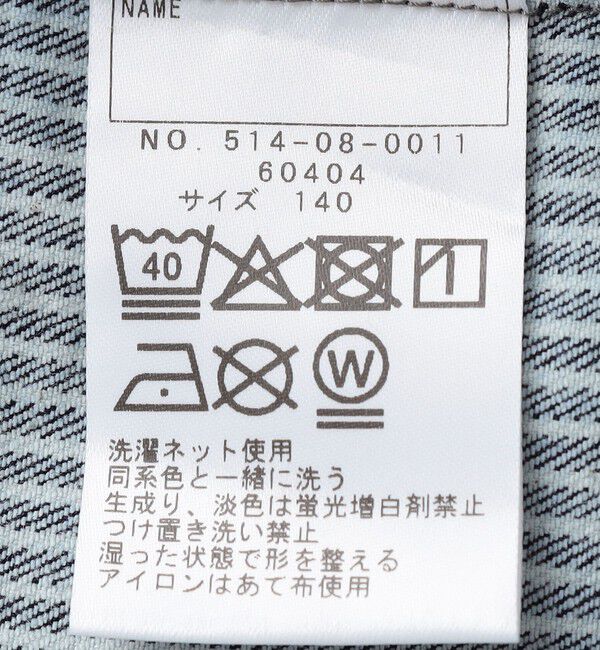 NAME
NO. 514-08-0011
60404
サイズ 140
40
W
洗濯ネット使用
同系色と一緒に洗う
生成り、淡色は蛍光増白剤禁止
つけ置き洗い禁止
湿った状態で形を整える
アイロンはあて布使用